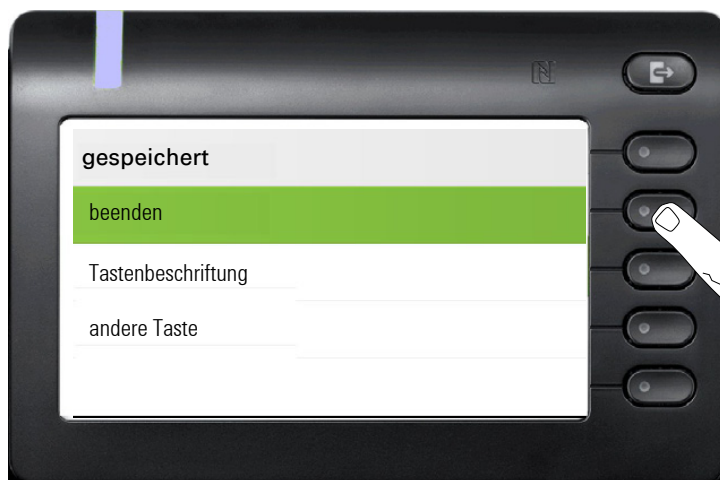 gespeichert
beenden
Tastenbeschriftung
andere Taste